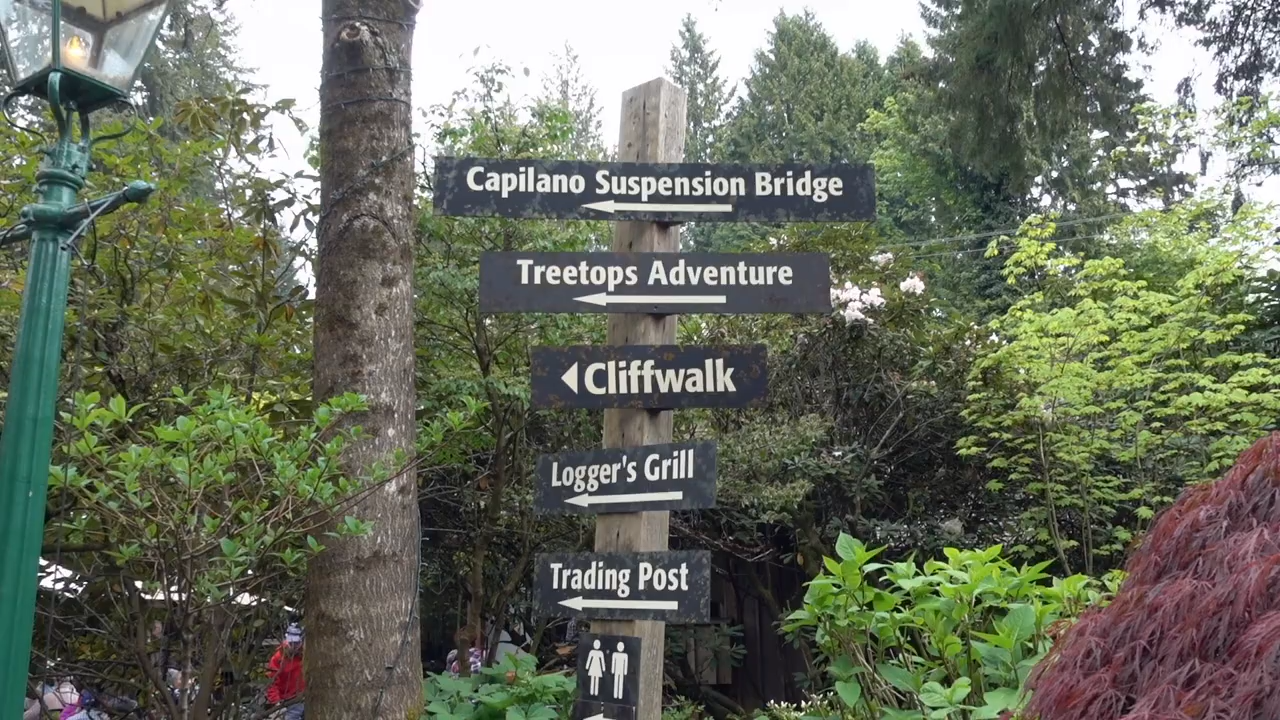 Capilano Suspension Bridge
Treetops Adventure
Cliffwalk
Logger's Grill
Trading Post